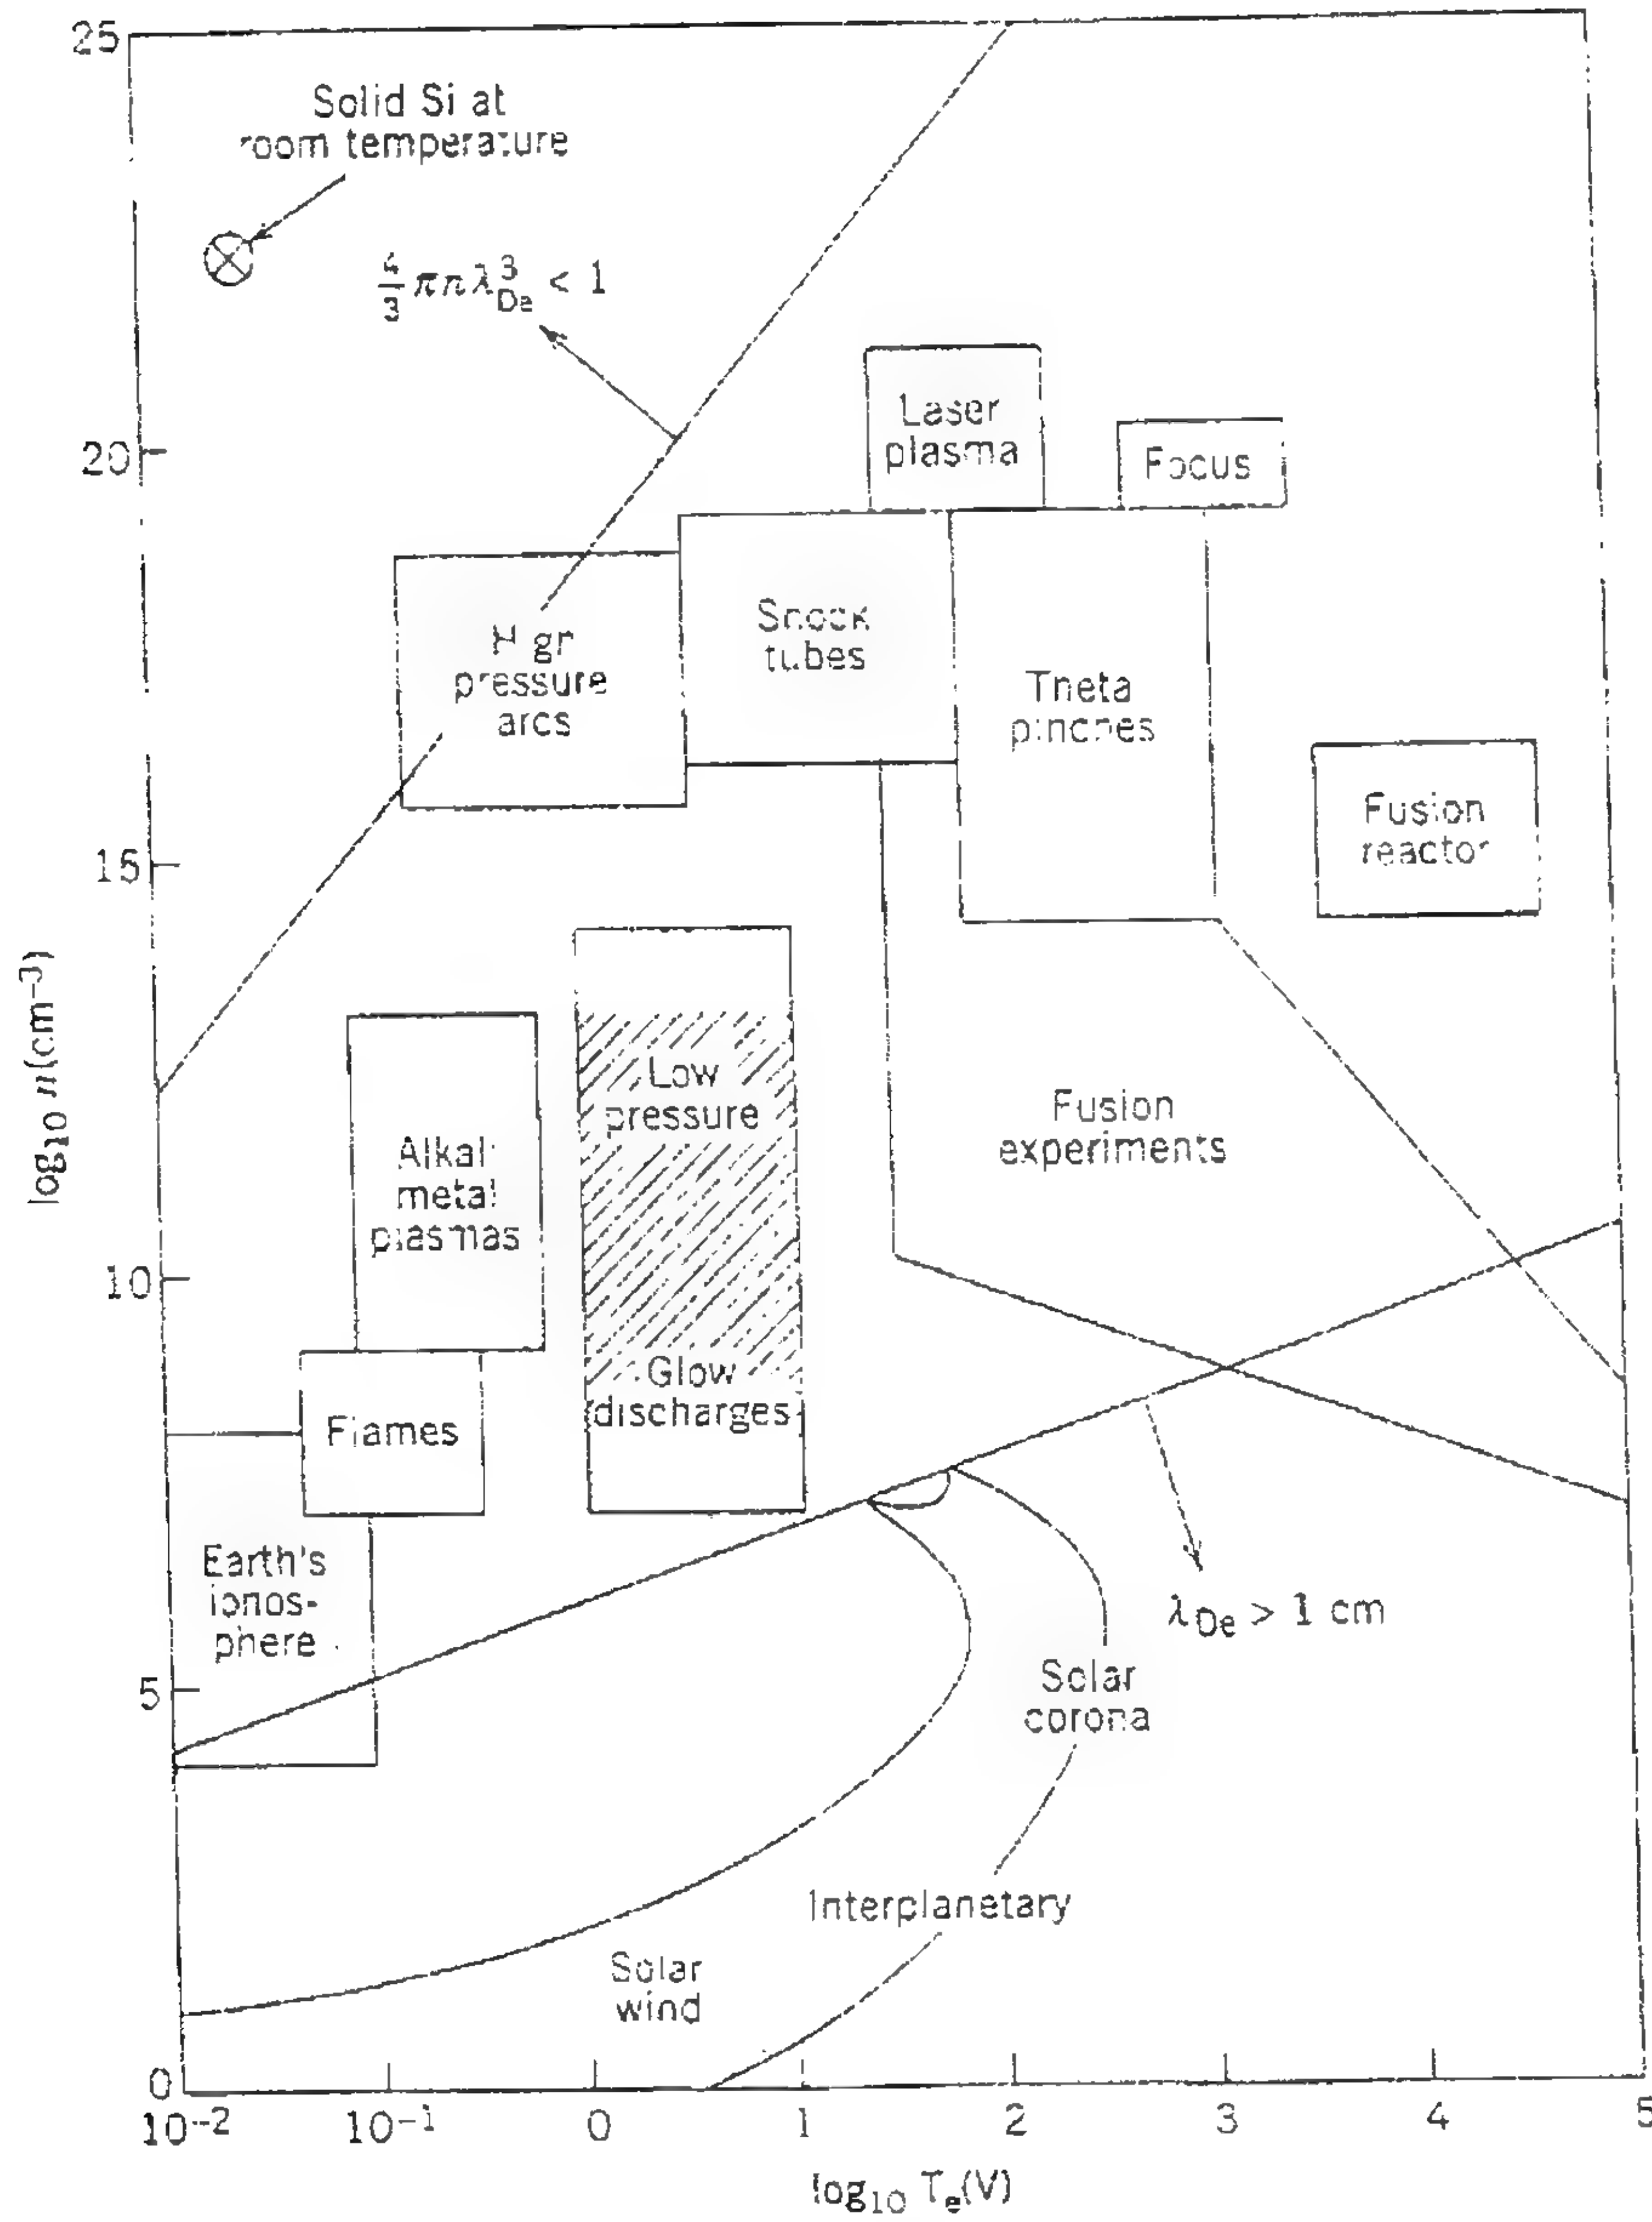 25
Solid Si at
room temperature
4/3 πnλ³De < 1
Laser
plasma
20
Focus
High
pressure
arcs
Shock
tubes
Theta
pinches
Fusion
reactor
15
log10 n(cm−3)
Low
pressure
Alkali
metal
plasmas
Fusion
experiments
10
Glow
discharges
Flames
Earth's
ionos-
phere
λDe > 1 cm
5
Solar
corona
Interplanetary
Solar
wind
0
10−2
10−1
0
1
2
3
4
5
log10 Te(V)